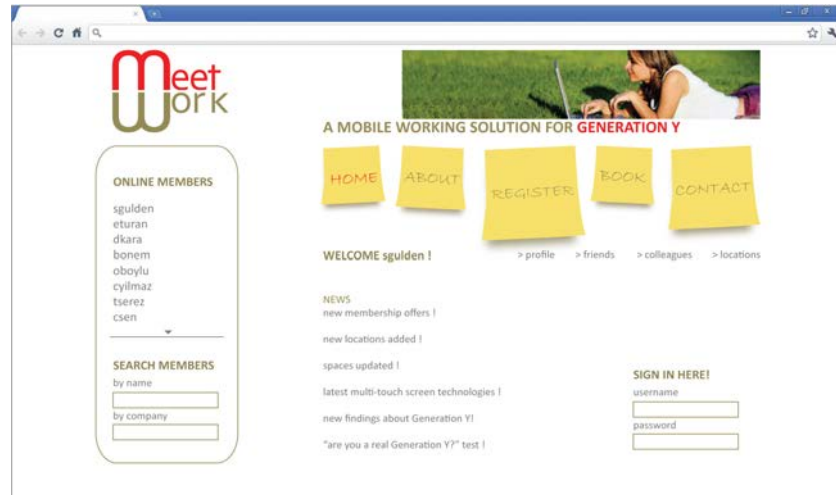 Meet
Work
A MOBILE WORKING SOLUTION FOR GENERATION Y
HOME
ABOUT
REGISTER
BOOK
CONTACT
ONLINE MEMBERS
sgulden
eturan
dkara
bonem
oboylu
cyilmaz
tserez
csen
SEARCH MEMBERS
by name
by company
WELCOME sgulden !
> profile > friends > colleagues > locations
NEWS
new membership offers !
new locations added !
spaces updated !
latest multi-touch screen technologies !
new findings about Generation Y!
"are you a real Generation Y?" test !
SIGN IN HERE!
username
password